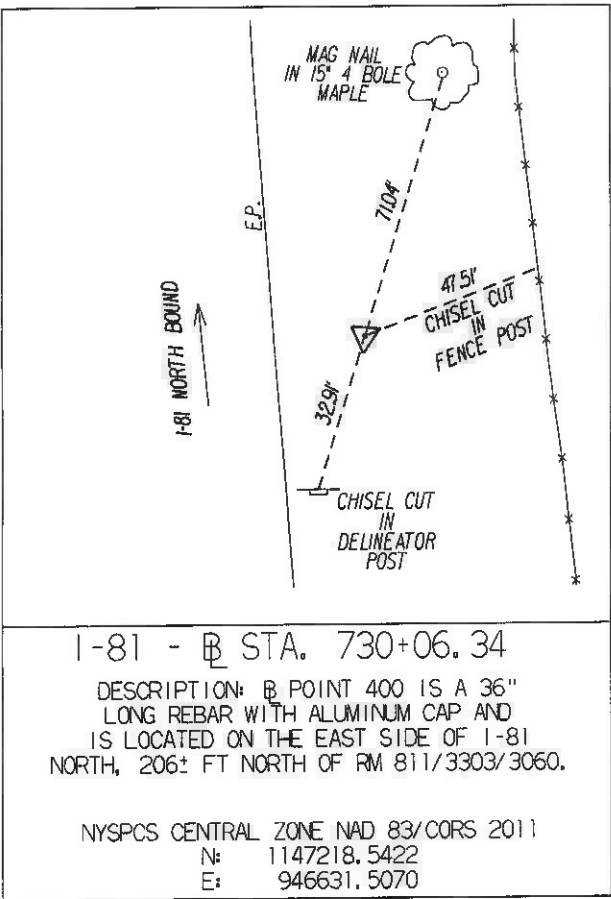 MAG NAIL
IN 15" 4 BOLE
MAPLE
E.P.
71.04'
47.51'
CHISEL CUT
IN
FENCE POST
I-81 NORTH BOUND
32.91'
CHISEL CUT
IN
DELINEATOR
POST
I-81 - BL STA. 730+06.34
DESCRIPTION: BL POINT 400 IS A 36"
LONG REBAR WITH ALUMINUM CAP AND
IS LOCATED ON THE EAST SIDE OF I-81
NORTH, 206± FT NORTH OF RM 811/3303/3060.
NYSPCS CENTRAL ZONE NAD 83/CORS 2011
N: 1147218.5422
E: 946631.5070